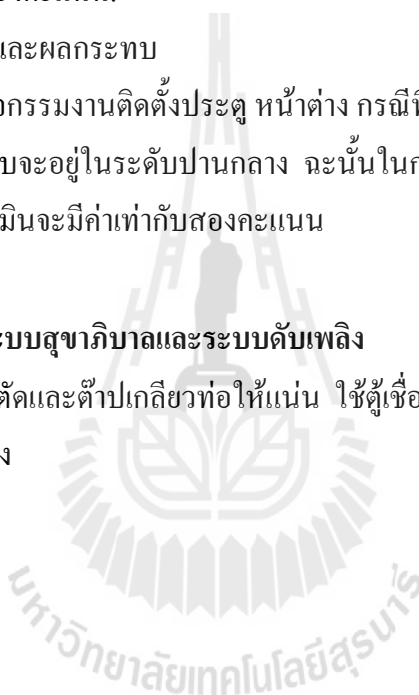 และผลกระทบ
กรรมงานติดตั้งประตู หน้าต่าง กรณีที
บจะอยู่ในระดับปานกลาง ฉะนั้นในก
มินจะมีค่าเท่ากับสองคะแนน
ะบบสุขาภิบาลและระบบดับเพลิง
ตัดและต๊าปเกลียวท่อให้แน่น ใช้ตู้เชื่อ
ง
มหาวิทยาลัยเทคโนโลยีสุร